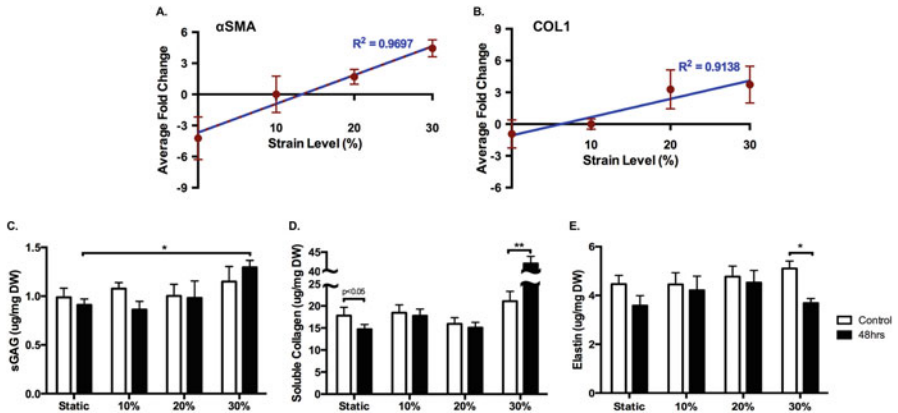 A.
αSMA
Average Fold Change
6
3
0
-3
-6
-9
10
20
30
Strain Level (%)
R² = 0.9697
B.
COL1
Average Fold Change
9
6
3
0
-3
-6
10
20
30
Strain Level (%)
R² = 0.9138
C.
sGAG (ug/mg DW)
1.5
1.0
0.5
0.0
*
Static 10% 20% 30%
D.
Soluble Collagen (ug/mg DW)
45
40
25
20
15
10
5
0
p<0.05
**
Static 10% 20% 30%
E.
Elastin (ug/mg DW)
6
4
2
0
*
Static 10% 20% 30%
Control
48hrs